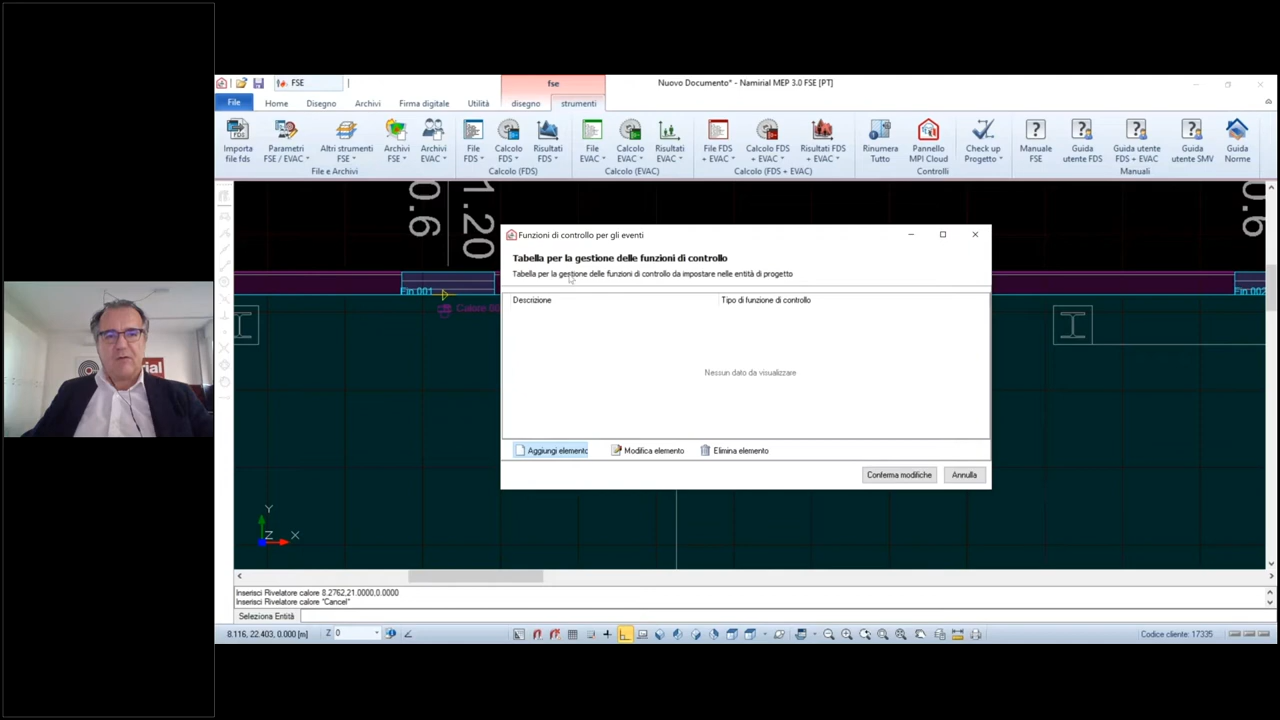 FSE
fse
Nuovo Documento* - Namirial MEP 3.0 FSE [PT]
File
Home
Disegno
Archivi
Firma digitale
Utilità
disegno
strumenti
Importa file fds
Parametri FSE / EVAC
Altri strumenti FSE
Archivi FSE
Archivi EVAC
File FDS
Calcolo FDS
Risultati FDS
File EVAC
Calcolo EVAC
Risultati EVAC
File FDS + EVAC
Calcolo FDS + EVAC
Risultati FDS + EVAC
Rinumera Tutto
Pannello MPI Cloud
Check up Progetto
Manuale FSE
Guida utente FDS
Guida utente FDS + EVAC
Guida utente SMV
Guida Norme
File e Archivi
Calcolo (FDS)
Calcolo (EVAC)
Calcolo (FDS + EVAC)
Controlli
Manuali
0.6
1.20
0.6
Funzioni di controllo per gli eventi
Tabella per la gestione delle funzioni di controllo
Tabella per la gestione delle funzioni di controllo da impostare nelle entità di progetto
Descrizione
Tipo di funzione di controllo
Fin 001
Fin 002
Calore
Nessun dato da visualizzare
Aggiungi elemento
Modifica elemento
Elimina elemento
Conferma modifiche
Annulla
Y
Z
X
Inserisci Rivelatore calore 8.2762,21.0000,0.0000
Inserisci Rivelatore calore *Cancel*
Seleziona Entità
8.116, 22.403, 0.000 [m]
Z
0
Codice cliente: 17335